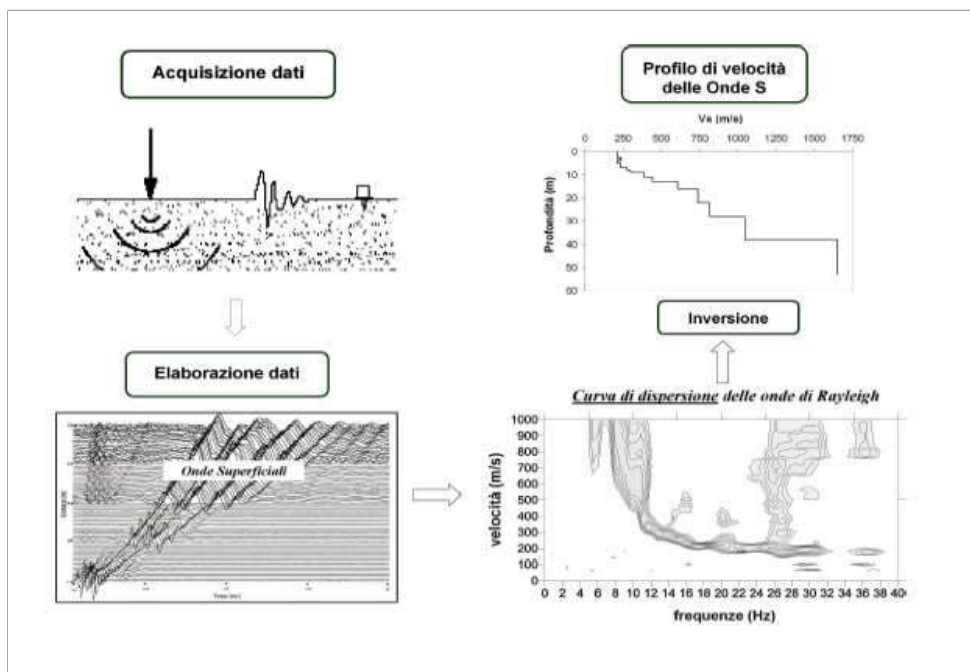 Acquisizione dati
Elaborazione dati
Onde Superficiali
Profilo di velocità
delle Onde S
Vs (m/s)
0 250 500 750 1000 1250 1500 1750
Profondità (m)
0
10
20
30
40
50
60
Inversione
Curva di dispersione delle onde di Rayleigh
velocità (m/s)
1000
900
800
700
600
500
400
300
200
100
0
0 2 4 6 8 10 12 14 16 18 20 22 24 26 28 30 32 34 36 38 40
frequenze (Hz)